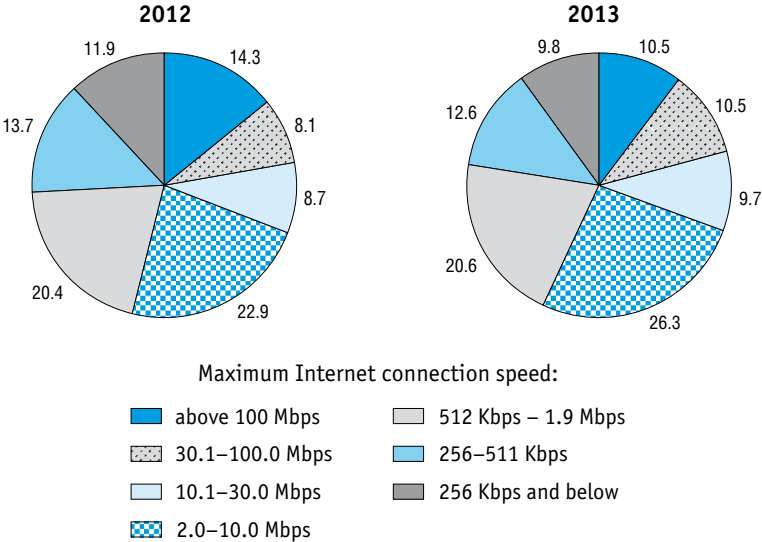 2012
14.3
8.1
8.7
22.9
20.4
13.7
11.9
2013
10.5
10.5
9.7
26.3
20.6
12.6
9.8
Maximum Internet connection speed:
above 100 Mbps
30.1–100.0 Mbps
10.1–30.0 Mbps
2.0–10.0 Mbps
512 Kbps – 1.9 Mbps
256–511 Kbps
256 Kbps and below